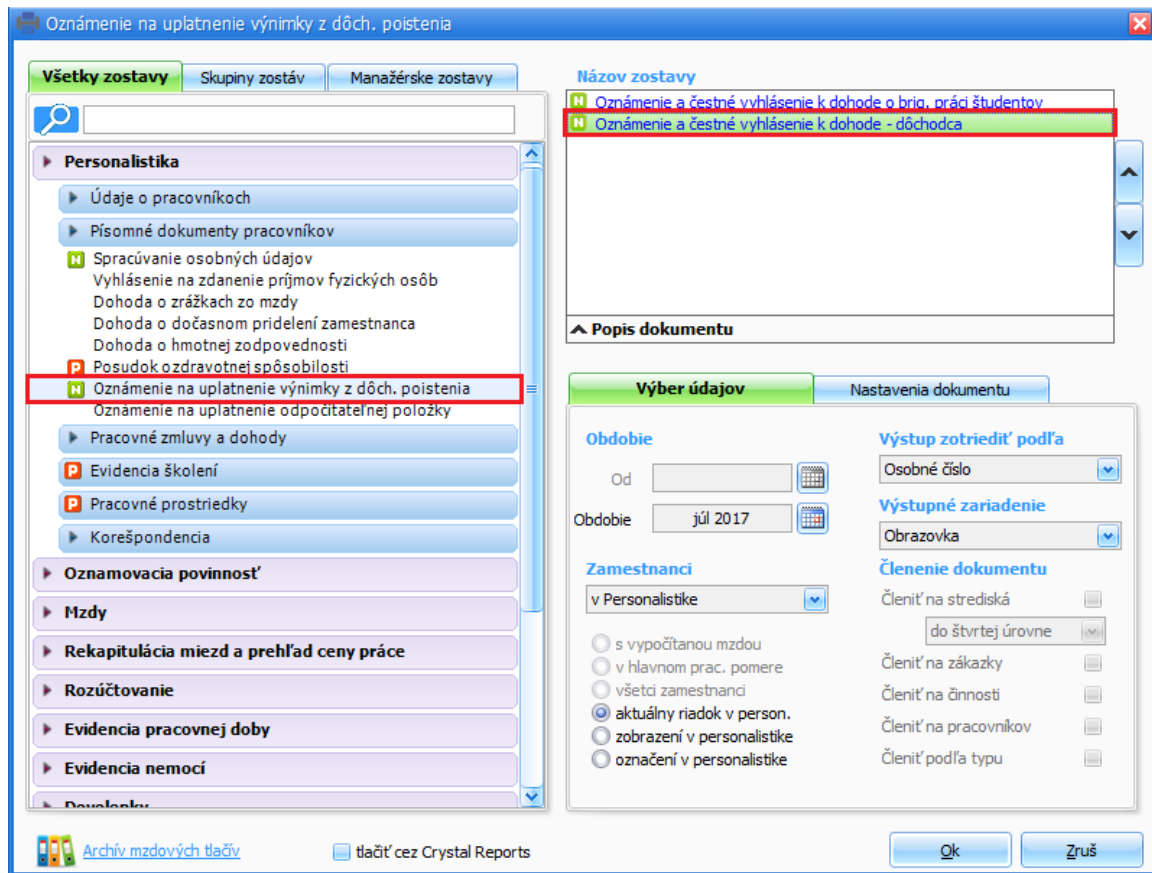 Oznámenie na uplatnenie výnimky z dôch. poistenia
Všetky zostavy
Skupiny zostáv
Manažérske zostavy
Personalistika
Údaje o pracovníkoch
Písomné dokumenty pracovníkov
N Spracúvanie osobných údajov
Vyhlásenie na zdanenie príjmov fyzických osôb
Dohoda o zrážkach zo mzdy
Dohoda o dočasnom pridelení zamestnanca
Dohoda o hmotnej zodpovednosti
P Posudok o zdravotnej spôsobilosti
N Oznámenie na uplatnenie výnimky z dôch. poistenia
Oznámenie na uplatnenie odpočítateľnej položky
Pracovné zmluvy a dohody
P Evidencia školení
P Pracovné prostriedky
Korešpondencia
Oznamovacia povinnosť
Mzdy
Rekapitulácia miezd a prehľad ceny práce
Rozúčtovanie
Evidencia pracovnej doby
Evidencia nemocí
Dovolenky
Názov zostavy
N Oznámenie a čestné vyhlásenie k dohode o brig. práci študentov
N Oznámenie a čestné vyhlásenie k dohode - dôchodca
Popis dokumentu
Výber údajov
Nastavenia dokumentu
Obdobie
Od
Obdobie júl 2017
Zamestnanci
v Personalistike
s vypočítanou mzdou
v hlavnom prac. pomere
všetci zamestnanci
aktuálny riadok v person.
zobrazení v personalistike
označení v personalistike
Výstup zotriediť podľa
Osobné číslo
Výstupné zariadenie
Obrazovka
Členenie dokumentu
Členiť na strediská
do štvrtej úrovne
Členiť na zákazky
Členiť na činnosti
Členiť na pracovníkov
Členiť podľa typu
Archív mzdových tlačív
tlačiť cez Crystal Reports
Ok
Zruš